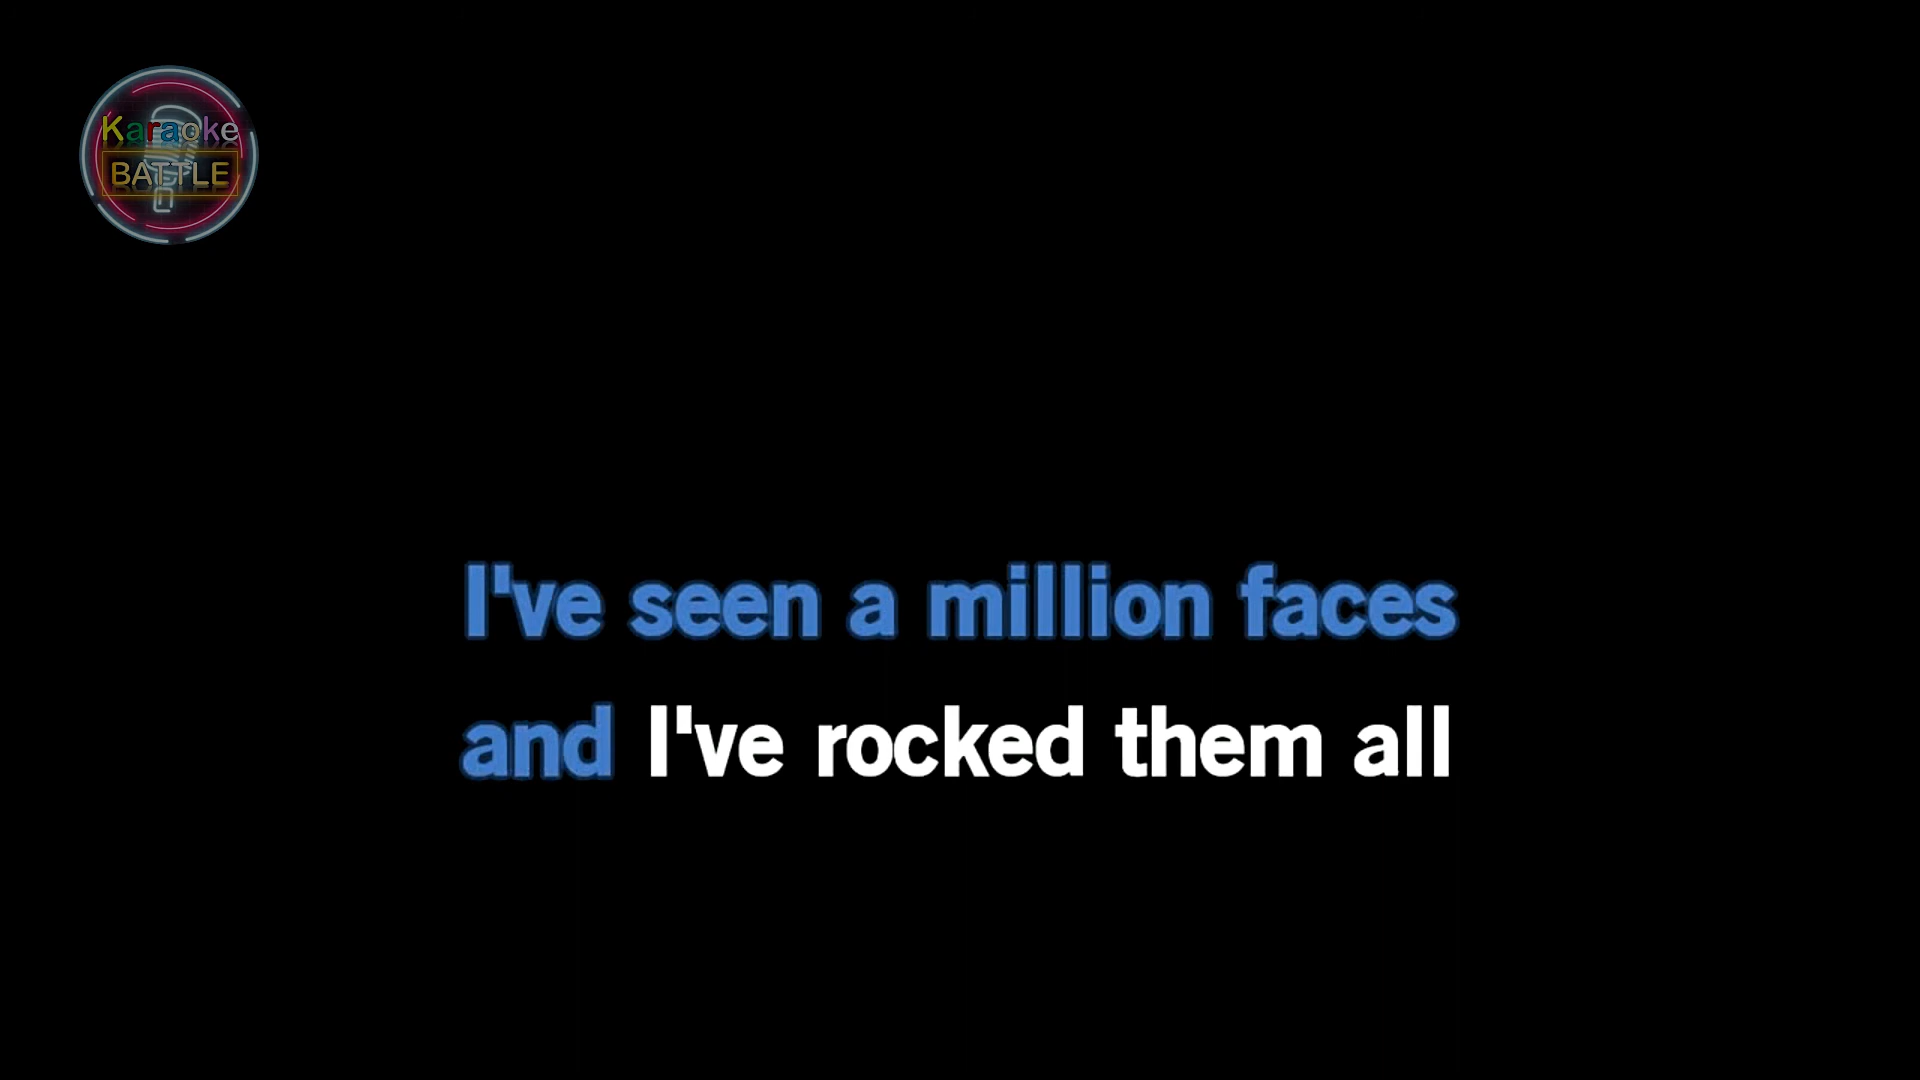 Karaoke
BATTLE
I've seen a million faces
and I've rocked them all